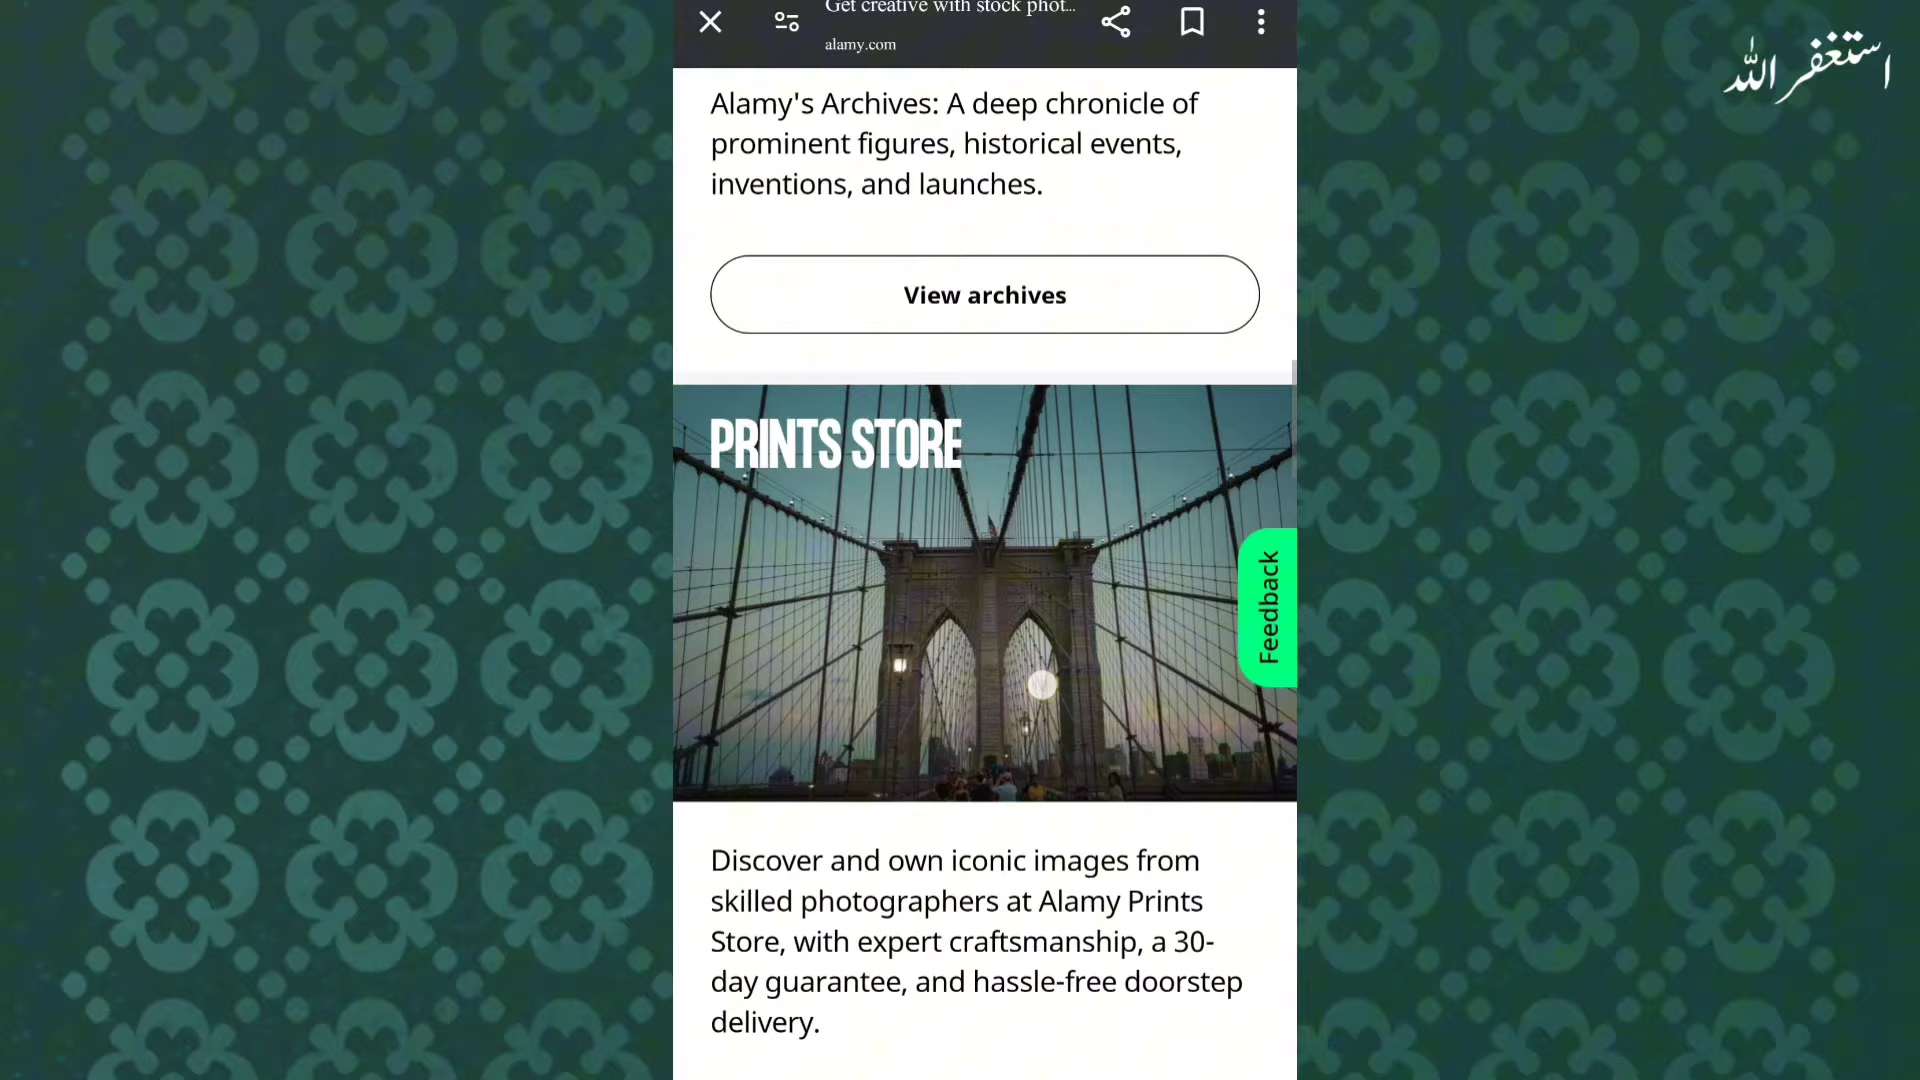 Get creative with stock phot...
alamy.com
استغفر الله
Alamy's Archives: A deep chronicle of
prominent figures, historical events,
inventions, and launches.
View archives
PRINTS STORE
Feedback
Discover and own iconic images from
skilled photographers at Alamy Prints
Store, with expert craftsmanship, a 30-
day guarantee, and hassle-free doorstep
delivery.